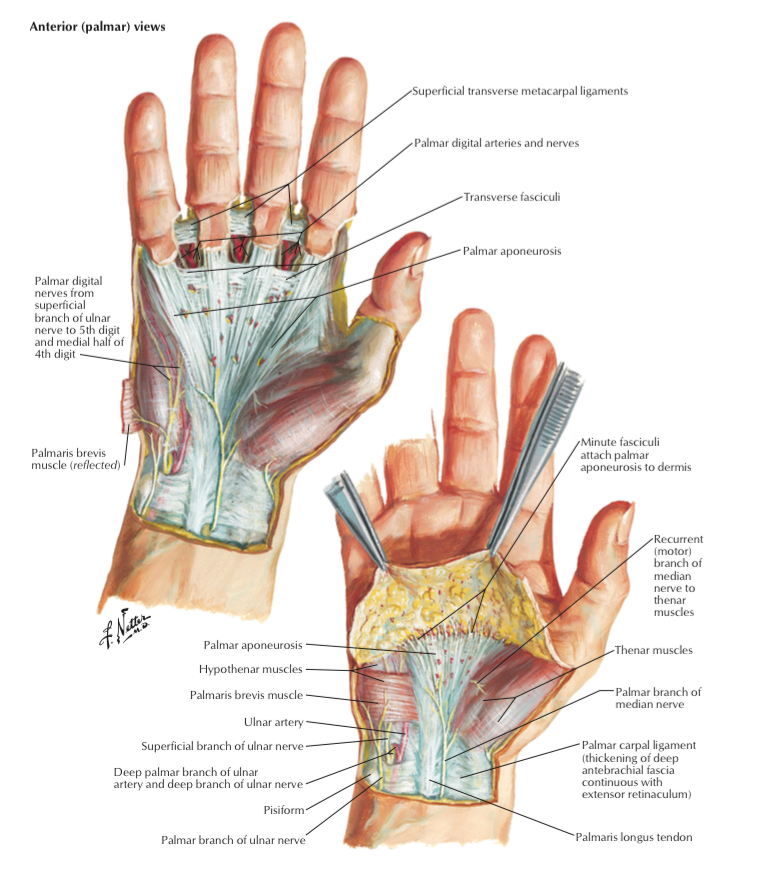 Anterior (palmar) views
Superficial transverse metacarpal ligaments
Palmar digital arteries and nerves
Transverse fasciculi
Palmar aponeurosis
Palmar digital
nerves from
superficial
branch of ulnar
nerve to 5th digit
and medial half of
4th digit
Palmaris brevis
muscle (reflected)
Minute fasciculi
attach palmar
aponeurosis to dermis
Recurrent
(motor)
branch of
median
nerve to
thenar
muscles
F. Netter
M.D.
Palmar aponeurosis
Hypothenar muscles
Palmaris brevis muscle
Ulnar artery
Superficial branch of ulnar nerve
Deep palmar branch of ulnar
artery and deep branch of ulnar nerve
Pisiform
Palmar branch of ulnar nerve
Thenar muscles
Palmar branch of
median nerve
Palmar carpal ligament
(thickening of deep
antebrachial fascia
continuous with
extensor retinaculum)
Palmaris longus tendon